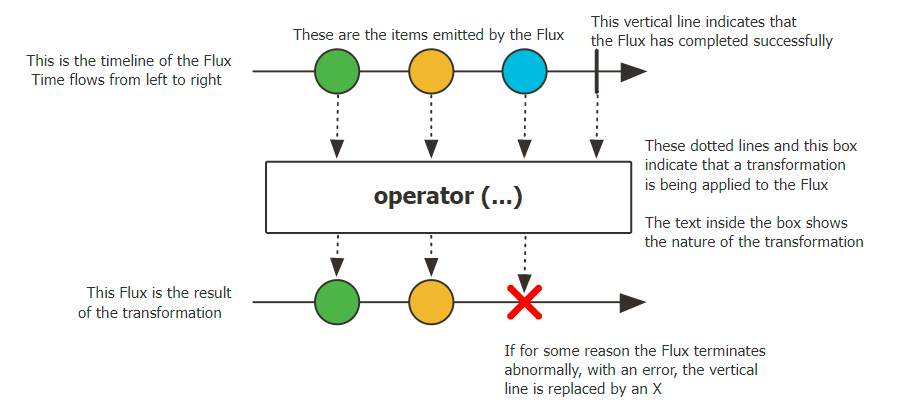 These are the items emitted by the Flux
This vertical line indicates that
the Flux has completed successfully
This is the timeline of the Flux
Time flows from left to right
These dotted lines and this box
indicate that a transformation
is being applied to the Flux
operator (...)
The text inside the box shows
the nature of the transformation
This Flux is the result
of the transformation
If for some reason the Flux terminates
abnormally, with an error, the vertical
line is replaced by an X